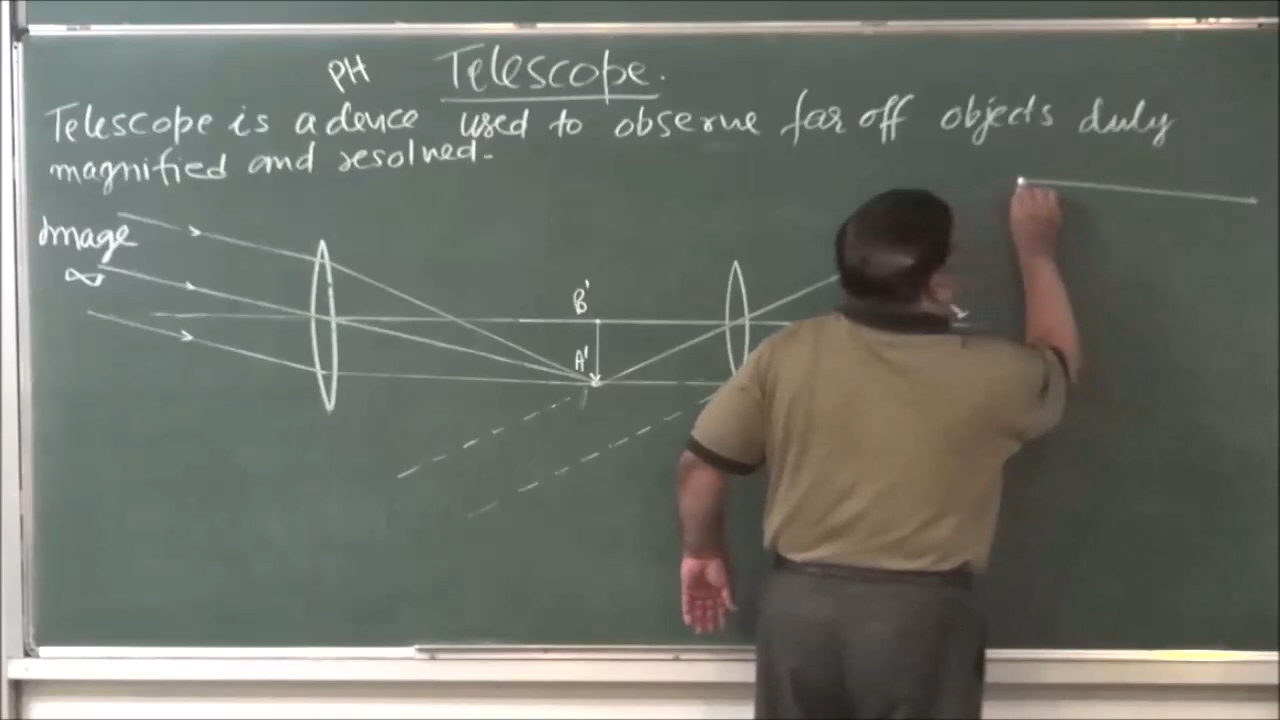 PH Telescope.
Telescope is a device used to observe far off objects duly
magnified and resolved.
Image
∞
B'
A'